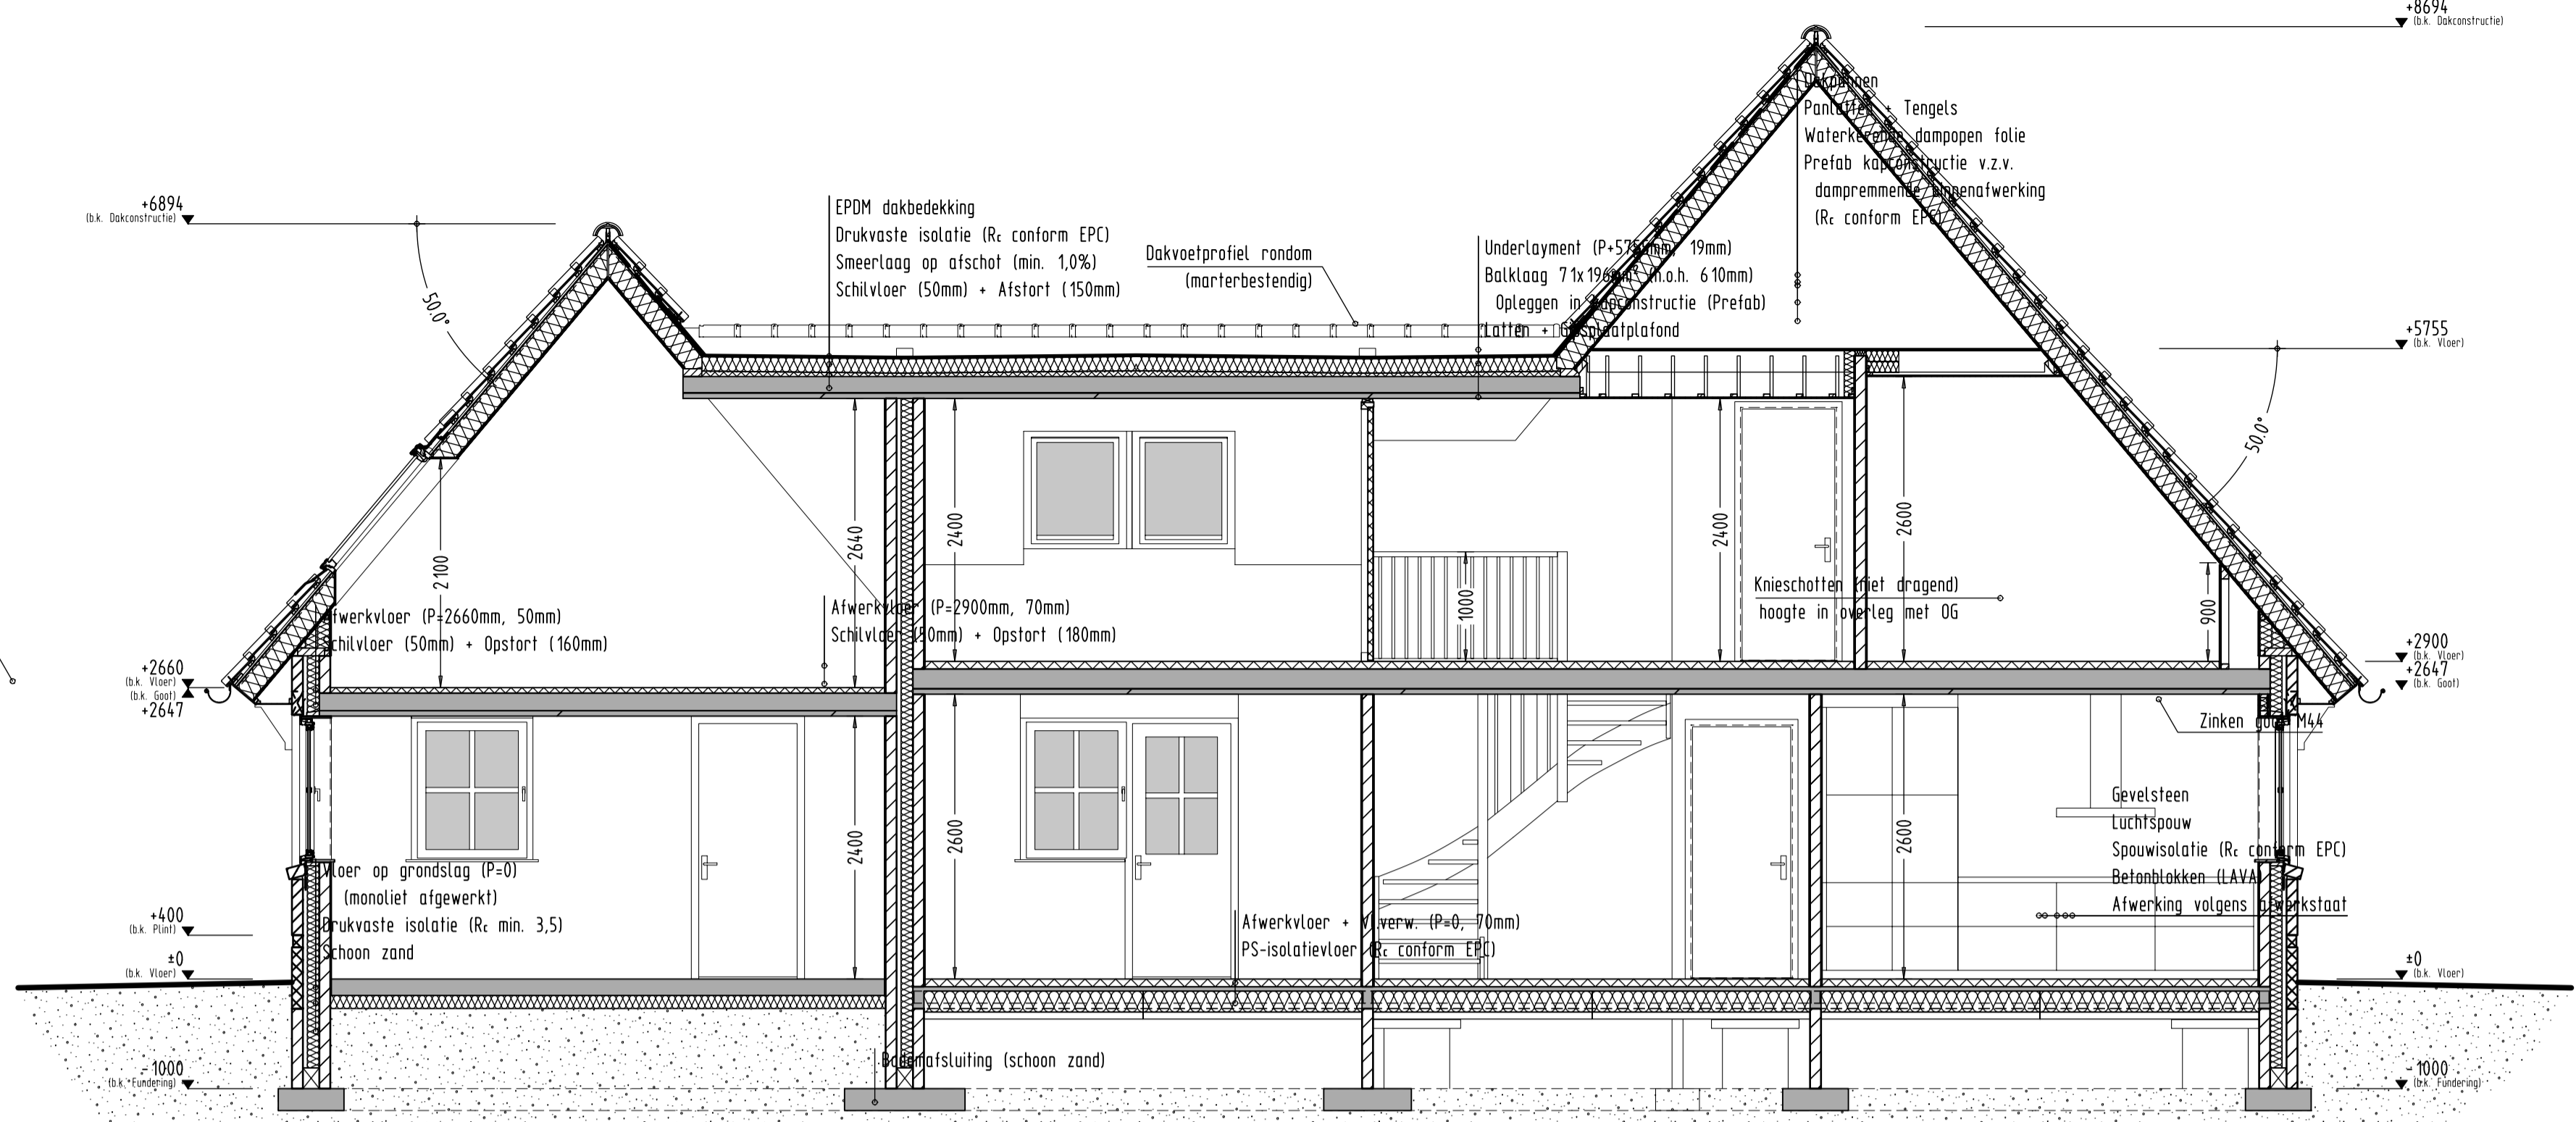 +8694
(b.k. Dakconstructie)
Dakpannen
Panlatten + Tengels
Waterkerende dampopen folie
Prefab kapconstructie v.z.v.
dampremmende binnenafwerking
(Rc conform EPC)
+6894
(b.k. Dakconstructie)
50.0°
EPDM dakbedekking
Drukvaste isolatie (Rc conform EPC)
Smeerlaag op afschot (min. 1,0%)
Schilvloer (50mm) + Afstort (150mm)
Dakvoetprofiel rondom
(marterbestendig)
Underlayment (P+5755mm, 19mm)
Balklaag 71x196mm² (h.o.h. 610mm)
Opleggen in kapconstructie (Prefab)
Latten + Gipsplaatplafond
+5755
(b.k. Vloer)
50.0°
2100
2640
2400
2400
2600
1000
900
Knieschotten (niet dragend)
hoogte in overleg met OG
Afwerkvloer (P=2660mm, 50mm)
Schilvloer (50mm) + Opstort (160mm)
Afwerkvloer (P=2900mm, 70mm)
Schilvloer (50mm) + Opstort (180mm)
+2660
(b.k. Vloer)
(b.k. Goot)
+2647
+2900
(b.k. Vloer)
+2647
(b.k. Goot)
Zinken goot M44
2400
2600
2600
Gevelsteen
Luchtspouw
Spouwisolatie (Rc conform EPC)
Betonblokken (LAVA)
Afwerking volgens afwerkstaat
Vloer op grondslag (P=0)
(monoliet afgewerkt)
Drukvaste isolatie (Rc min. 3,5)
Schoon zand
Afwerkvloer + Vl.verw. (P=0, 70mm)
PS-isolatievloer (Rc conform EPC)
+400
(b.k. Plint)
±0
(b.k. Vloer)
±0
(b.k. Vloer)
Bodemafsluiting (schoon zand)
-1000
(b.k. Fundering)
-1000
(b.k. Fundering)